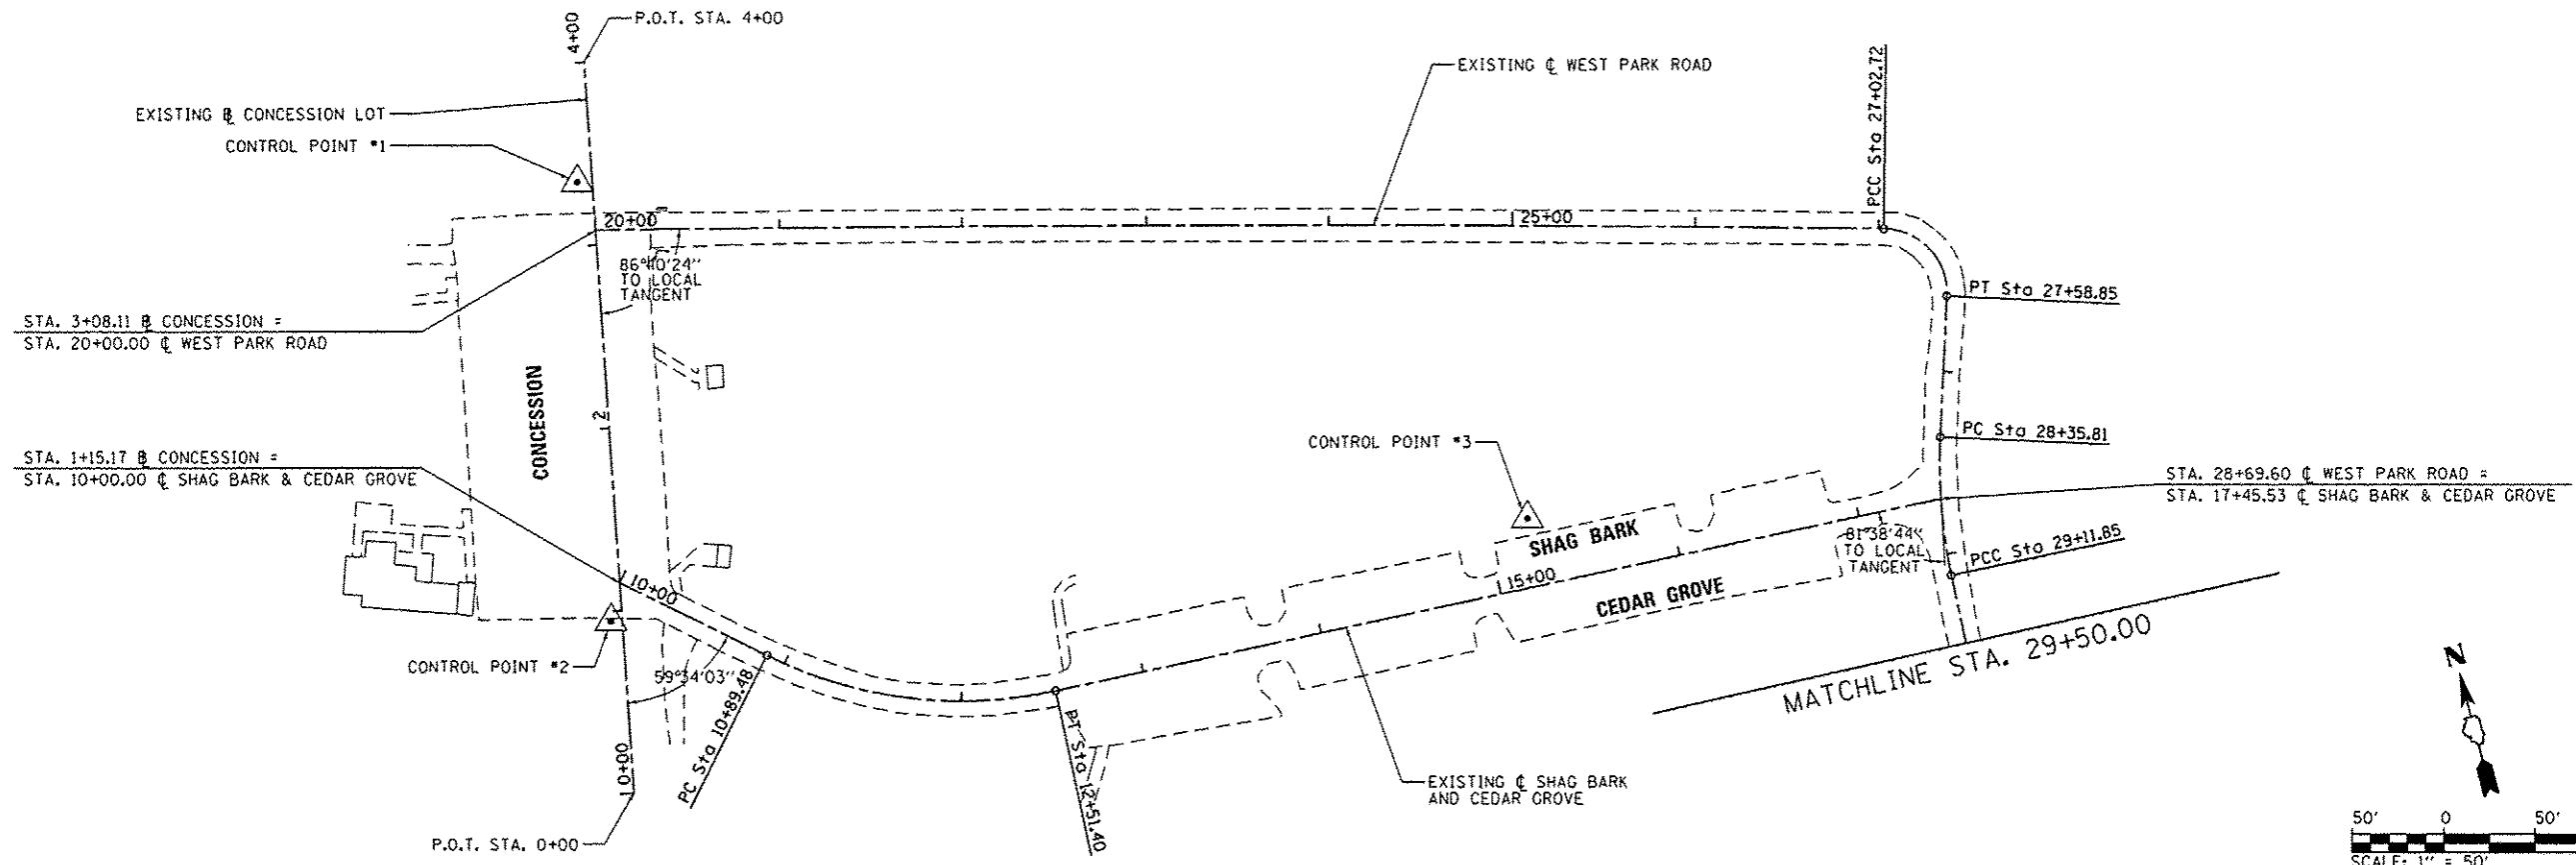 4+00
P.O.T. STA. 4+00
EXISTING ℄ WEST PARK ROAD
PCC Sta 27+02.72
EXISTING B̲L CONCESSION LOT
CONTROL POINT #1
20+00
25+00
86°40'24"
TO LOCAL
TANGENT
PT Sta 27+58.85
STA. 3+08.11 B̲L CONCESSION =
STA. 20+00.00 ℄ WEST PARK ROAD
CONCESSION
2
PC Sta 28+35.81
CONTROL POINT #3
STA. 1+15.17 B̲L CONCESSION =
STA. 10+00.00 ℄ SHAG BARK & CEDAR GROVE
STA. 28+69.60 ℄ WEST PARK ROAD =
STA. 17+45.53 ℄ SHAG BARK & CEDAR GROVE
SHAG BARK
81°38'44"
TO LOCAL
TANGENT
PCC Sta 29+11.85
10+00
15+00
CEDAR GROVE
CONTROL POINT #2
59°34'03"
PC Sta 10+89.48
MATCHLINE STA. 29+50.00
N
PT Sta 12+51.40
0+00
EXISTING ℄ SHAG BARK
AND CEDAR GROVE
P.O.T. STA. 0+00
50' 0 50'
SCALE: 1" = 50'